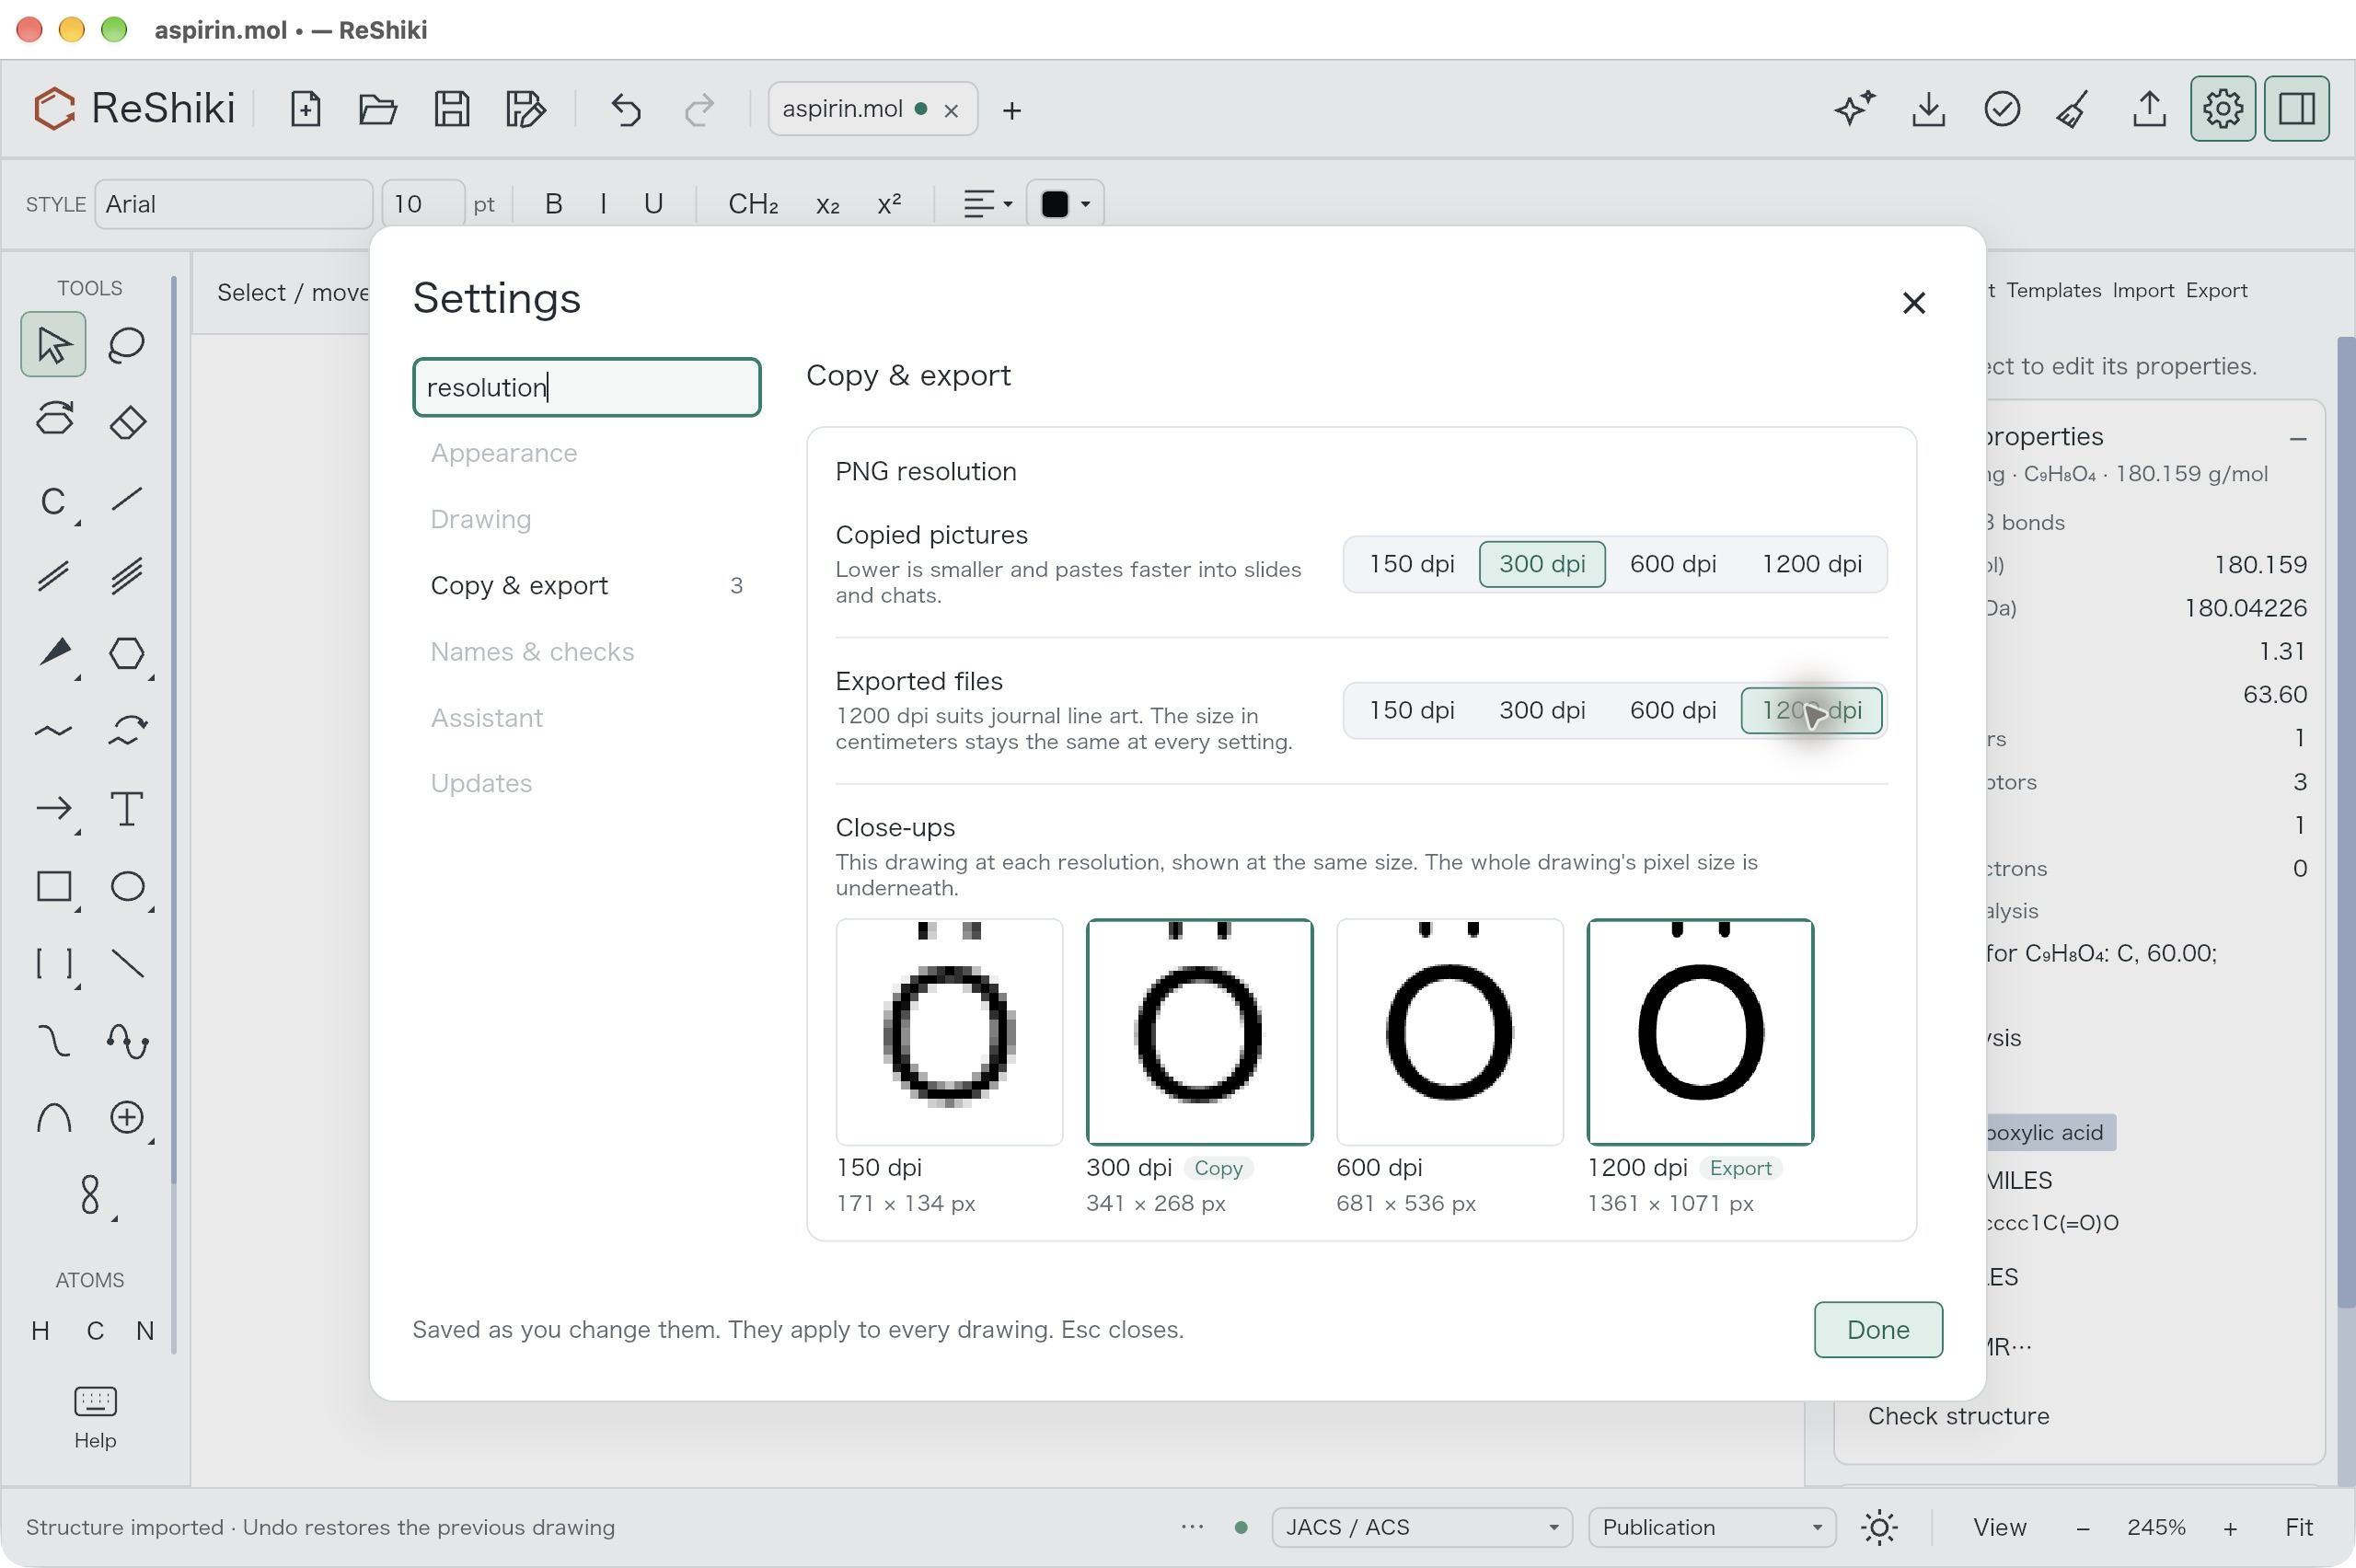 aspirin.mol • — ReShiki
ReShiki
aspirin.mol
STYLE Arial 10 pt B I U CH₂ x₂ x²
TOOLS
Select / move
C
ATOMS
H C N
Help
Settings
resolution
Appearance
Drawing
Copy & export 3
Names & checks
Assistant
Updates
Copy & export
PNG resolution
Copied pictures
Lower is smaller and pastes faster into slides
and chats.
150 dpi 300 dpi 600 dpi 1200 dpi
Exported files
1200 dpi suits journal line art. The size in
centimeters stays the same at every setting.
150 dpi 300 dpi 600 dpi 1200 dpi
Close-ups
This drawing at each resolution, shown at the same size. The whole drawing's pixel size is
underneath.
O O O O
150 dpi
171 × 134 px
300 dpi Copy
341 × 268 px
600 dpi
681 × 536 px
1200 dpi Export
1361 × 1071 px
Saved as you change them. They apply to every drawing. Esc closes.
Done
Templates Import Export
to edit its properties.
properties
C₉H₈O₄ · 180.159 g/mol
bonds
180.159
180.04226
1.31
63.60
1
3
1
0
for C₉H₈O₄: C, 60.00;
acid
cccc1C(=O)O
Check structure
Structure imported · Undo restores the previous drawing
··· JACS / ACS Publication View − 245% + Fit